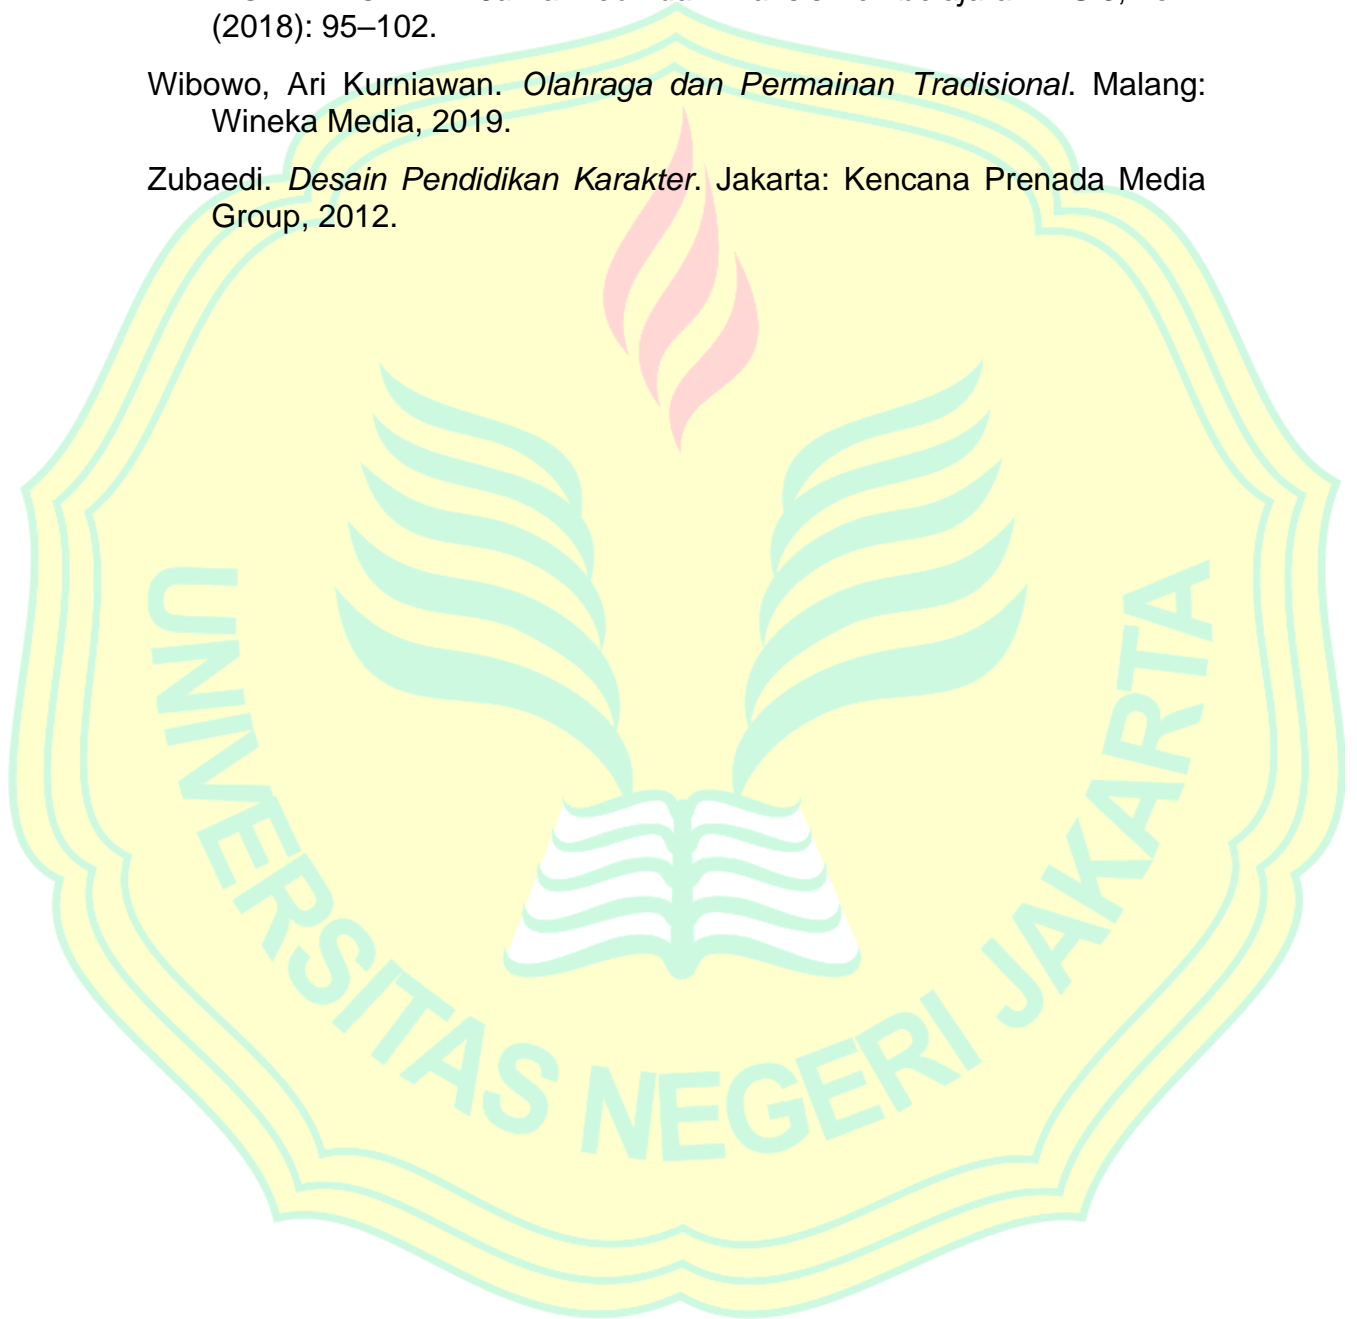 (2018): 95–102.
Wibowo, Ari Kurniawan. Olahraga dan Permainan Tradisional. Malang:
Wineka Media, 2019.
Zubaedi. Desain Pendidikan Karakter. Jakarta: Kencana Prenada Media
Group, 2012.
UNIVERSITAS NEGERI JAKARTA